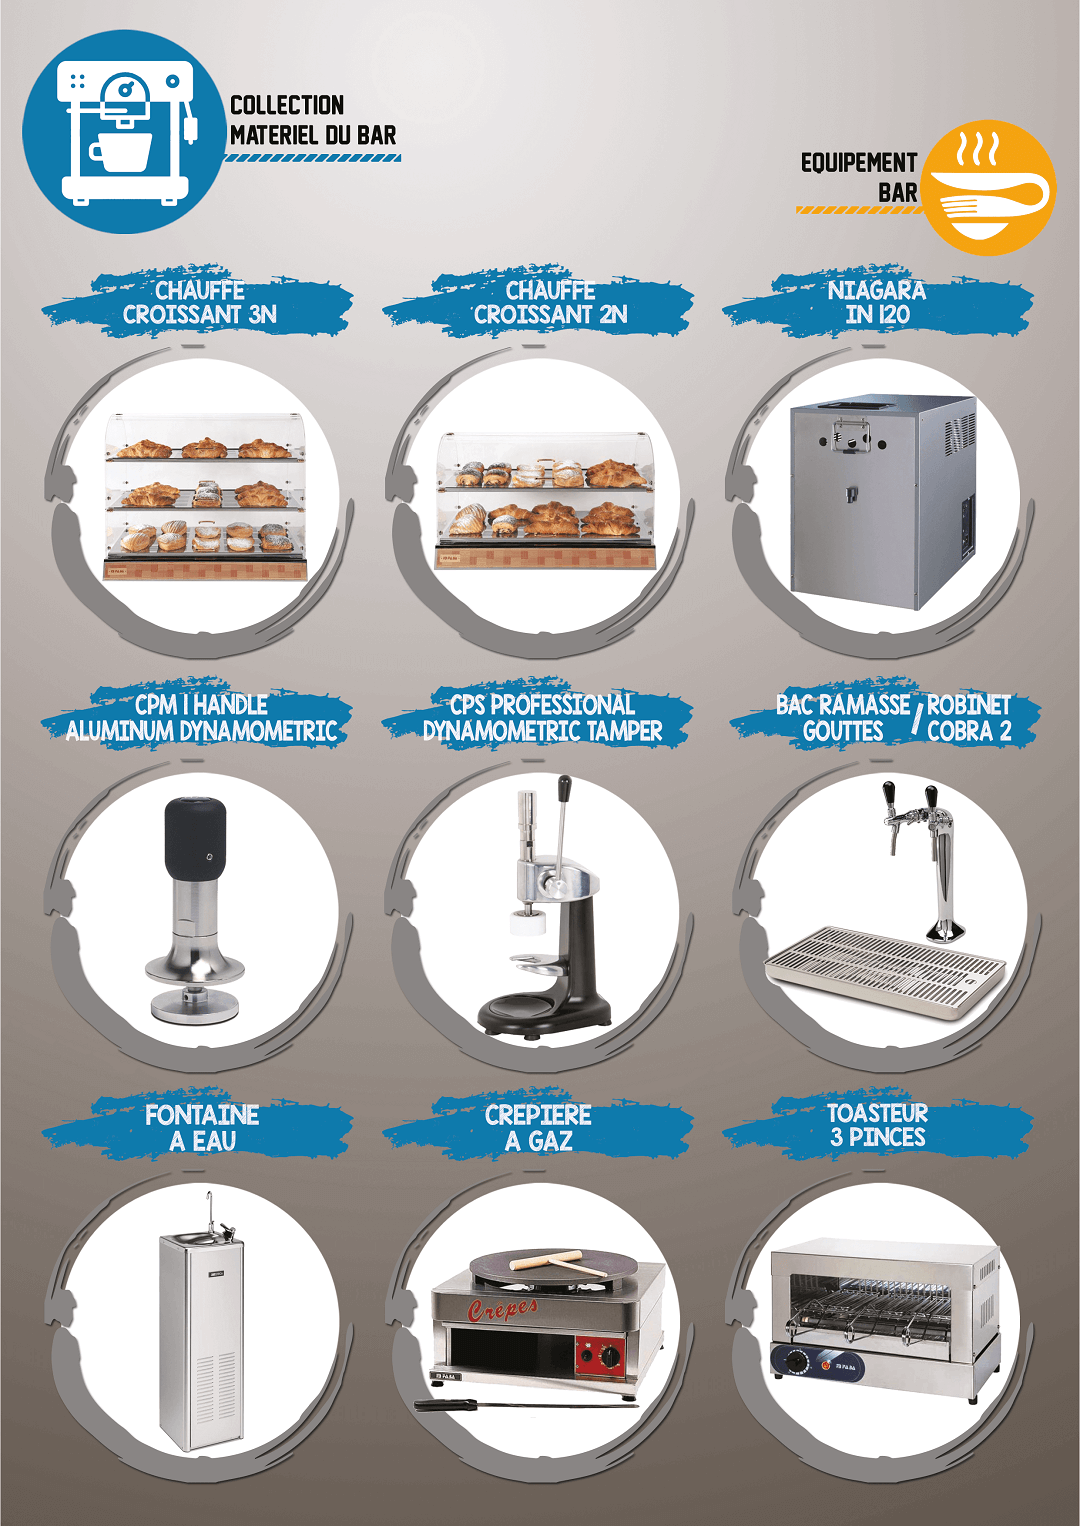 COLLECTION
MATERIEL DU BAR
EQUIPEMENT
BAR
CHAUFFE
CROISSANT 3N
CHAUFFE
CROISSANT 2N
NIAGARA
IN 120
CPM 1 HANDLE
ALUMINUM DYNAMOMETRIC
CPS PROFESSIONAL
DYNAMOMETRIC TAMPER
BAC RAMASSE / ROBINET
GOUTTES COBRA 2
FONTAINE
A EAU
CREPIERE
A GAZ
TOASTEUR
3 PINCES
Crepes